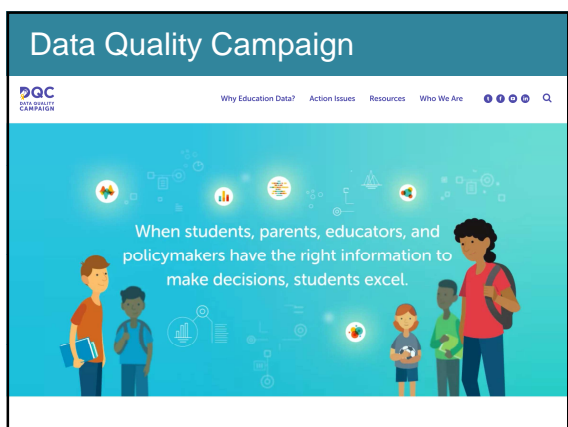 Data Quality Campaign
DQC
DATA QUALITY
CAMPAIGN
Why Education Data? Action Issues Resources Who We Are
When students, parents, educators, and
policymakers have the right information to
make decisions, students excel.